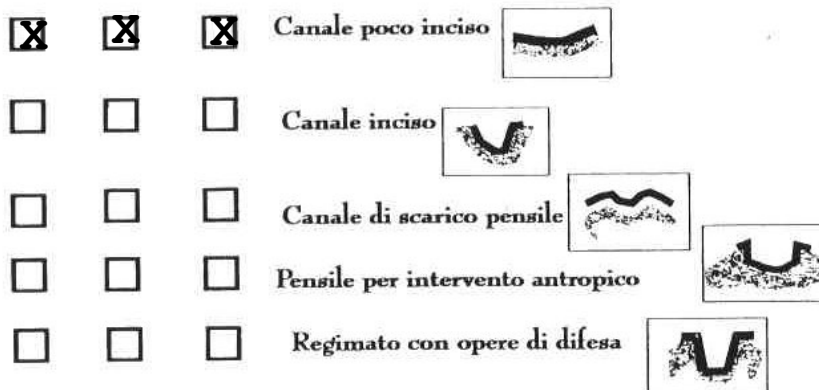 X X X Canale poco inciso
Canale inciso
Canale di scarico pensile
Pensile per intervento antropico
Regimato con opere di difesa